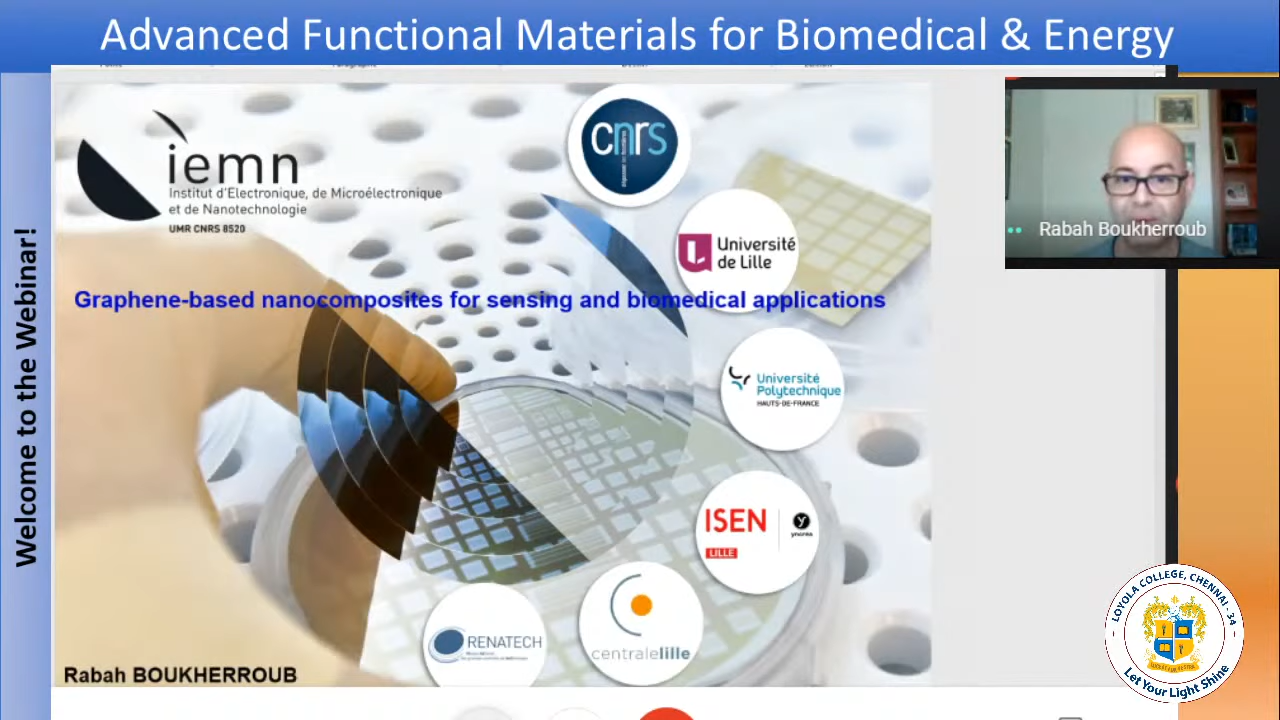 Advanced Functional Materials for Biomedical & Energy
Welcome to the Webinar!
iemn
Institut d'Electronique, de Microélectronique
et de Nanotechnologie
UMR CNRS 8520
cnrs
Université
de Lille
Rabah Boukherroub
Graphene-based nanocomposites for sensing and biomedical applications
Université
Polytechnique
HAUTS-DE-FRANCE
ISEN
LILLE
yncréa
RENATECH
centralelille
Rabah BOUKHERROUB
LOYOLA COLLEGE, CHENNAI - 34
Let Your Light Shine